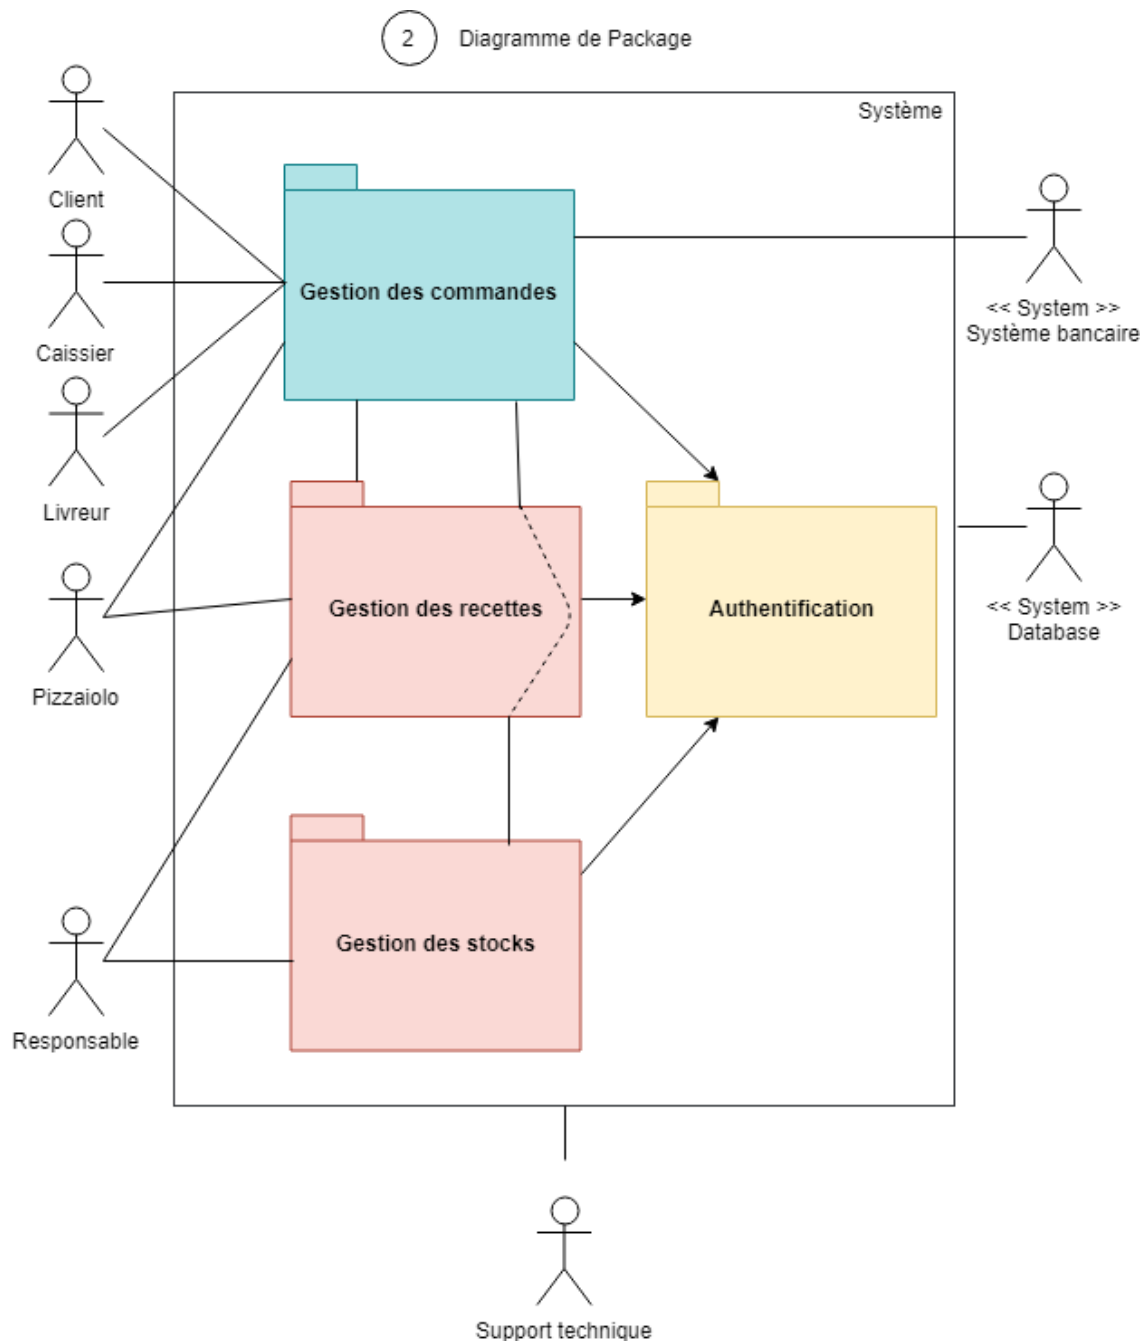 2
Diagramme de Package
Système
Client
Gestion des commandes
<< System >>
Système bancaire
Caissier
Livreur
Gestion des recettes
Authentification
<< System >>
Database
Pizzaiolo
Gestion des stocks
Responsable
Support technique